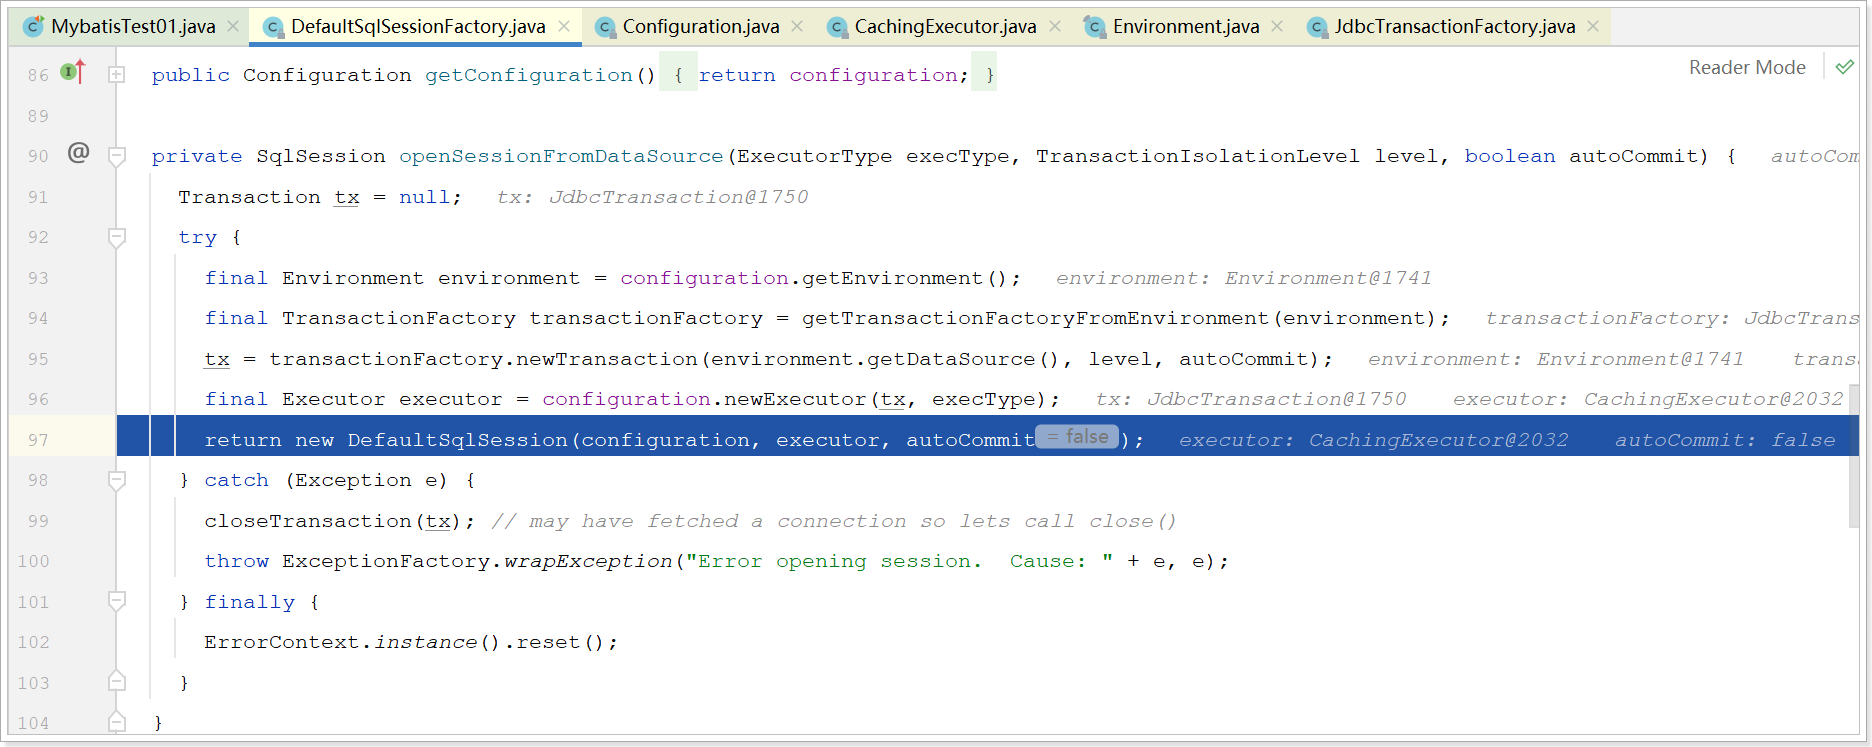 MybatisTest01.java DefaultSqlSessionFactory.java Configuration.java CachingExecutor.java Environment.java JdbcTransactionFactory.java
Reader Mode
86 public Configuration getConfiguration() { return configuration; }
89
90 @ private SqlSession openSessionFromDataSource(ExecutorType execType, TransactionIsolationLevel level, boolean autoCommit) { autoCom
91 Transaction tx = null; tx: JdbcTransaction@1750
92 try {
93 final Environment environment = configuration.getEnvironment(); environment: Environment@1741
94 final TransactionFactory transactionFactory = getTransactionFactoryFromEnvironment(environment); transactionFactory: JdbcTrans
95 tx = transactionFactory.newTransaction(environment.getDataSource(), level, autoCommit); environment: Environment@1741 trans
96 final Executor executor = configuration.newExecutor(tx, execType); tx: JdbcTransaction@1750 executor: CachingExecutor@2032
97 return new DefaultSqlSession(configuration, executor, autoCommit = false ); executor: CachingExecutor@2032 autoCommit: false
98 } catch (Exception e) {
99 closeTransaction(tx); // may have fetched a connection so lets call close()
100 throw ExceptionFactory.wrapException("Error opening session.  Cause: " + e, e);
101 } finally {
102 ErrorContext.instance().reset();
103 }
104 }